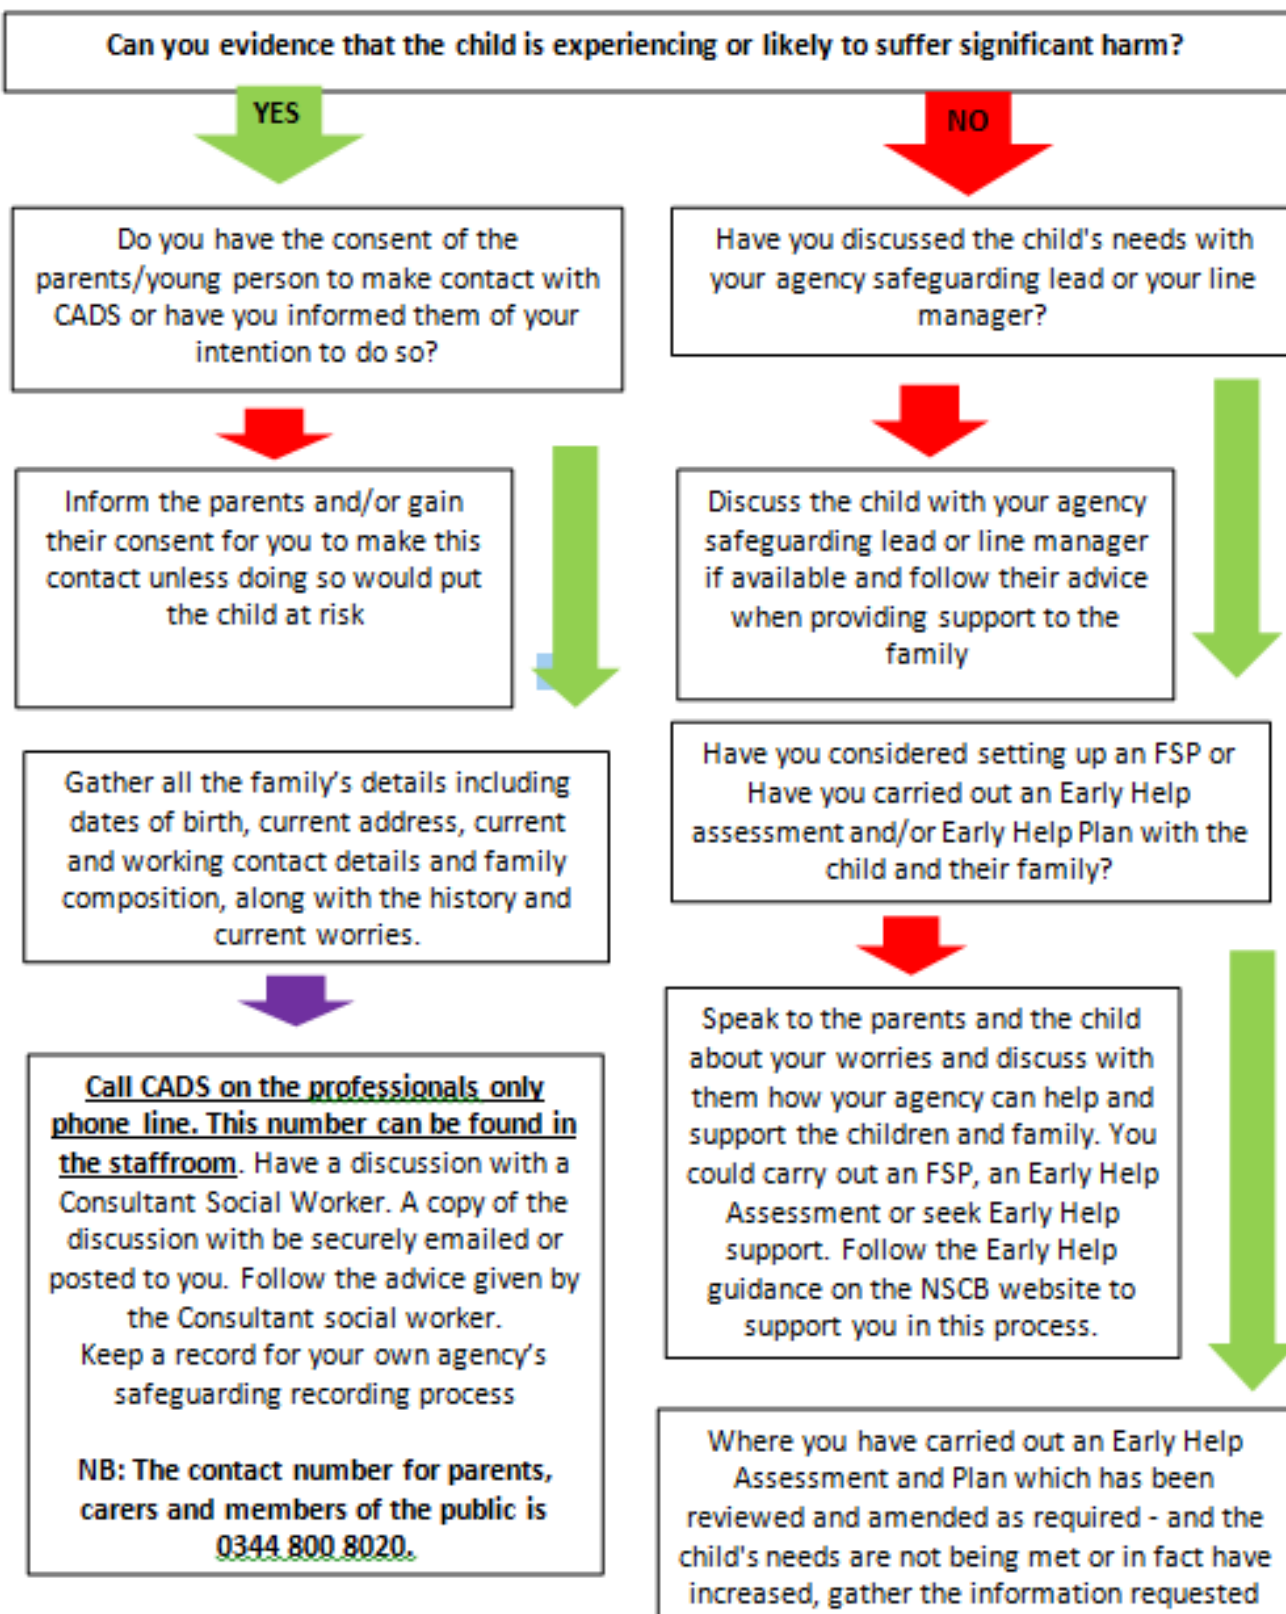 Can you evidence that the child is experiencing or likely to suffer significant harm?
YES
NO
Do you have the consent of the
parents/young person to make contact with
CADS or have you informed them of your
intention to do so?
Have you discussed the child's needs with
your agency safeguarding lead or your line
manager?
Inform the parents and/or gain
their consent for you to make this
contact unless doing so would put
the child at risk
Discuss the child with your agency
safeguarding lead or line manager
if available and follow their advice
when providing support to the
family
Gather all the family’s details including
dates of birth, current address, current
and working contact details and family
composition, along with the history and
current worries.
Have you considered setting up an FSP or
Have you carried out an Early Help
assessment and/or Early Help Plan with the
child and their family?
Call CADS on the professionals only
phone line. This number can be found in
the staffroom. Have a discussion with a
Consultant Social Worker. A copy of the
discussion with be securely emailed or
posted to you. Follow the advice given by
the Consultant social worker.
Keep a record for your own agency’s
safeguarding recording process
NB: The contact number for parents,
carers and members of the public is
0344 800 8020.
Speak to the parents and the child
about your worries and discuss with
them how your agency can help and
support the children and family. You
could carry out an FSP, an Early Help
Assessment or seek Early Help
support. Follow the Early Help
guidance on the NSCB website to
support you in this process.
Where you have carried out an Early Help
Assessment and Plan which has been
reviewed and amended as required - and the
child's needs are not being met or in fact have
increased, gather the information requested